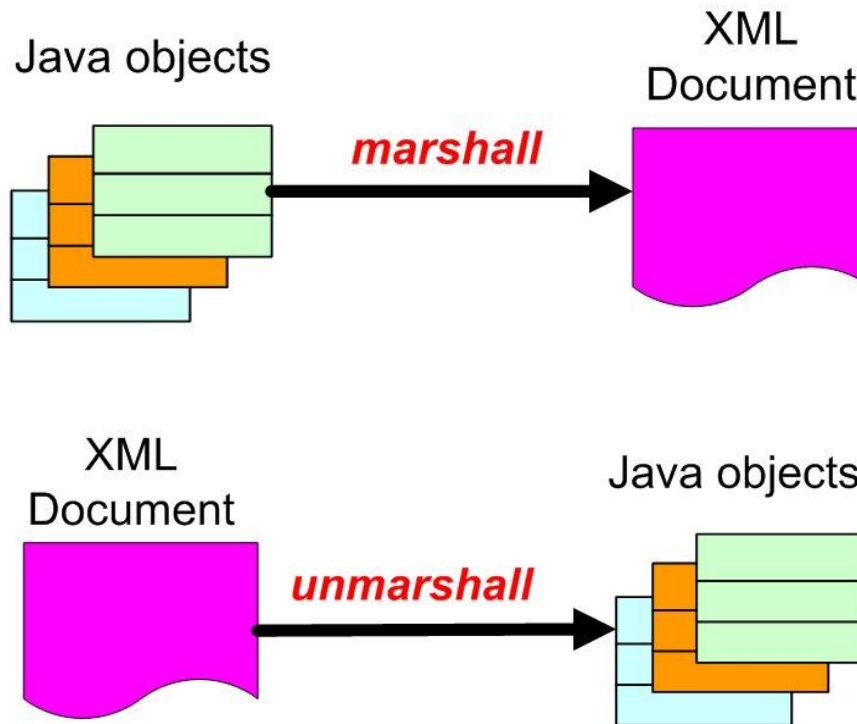 Java objects
XML
Document
marshall
XML
Document
Java objects
unmarshall